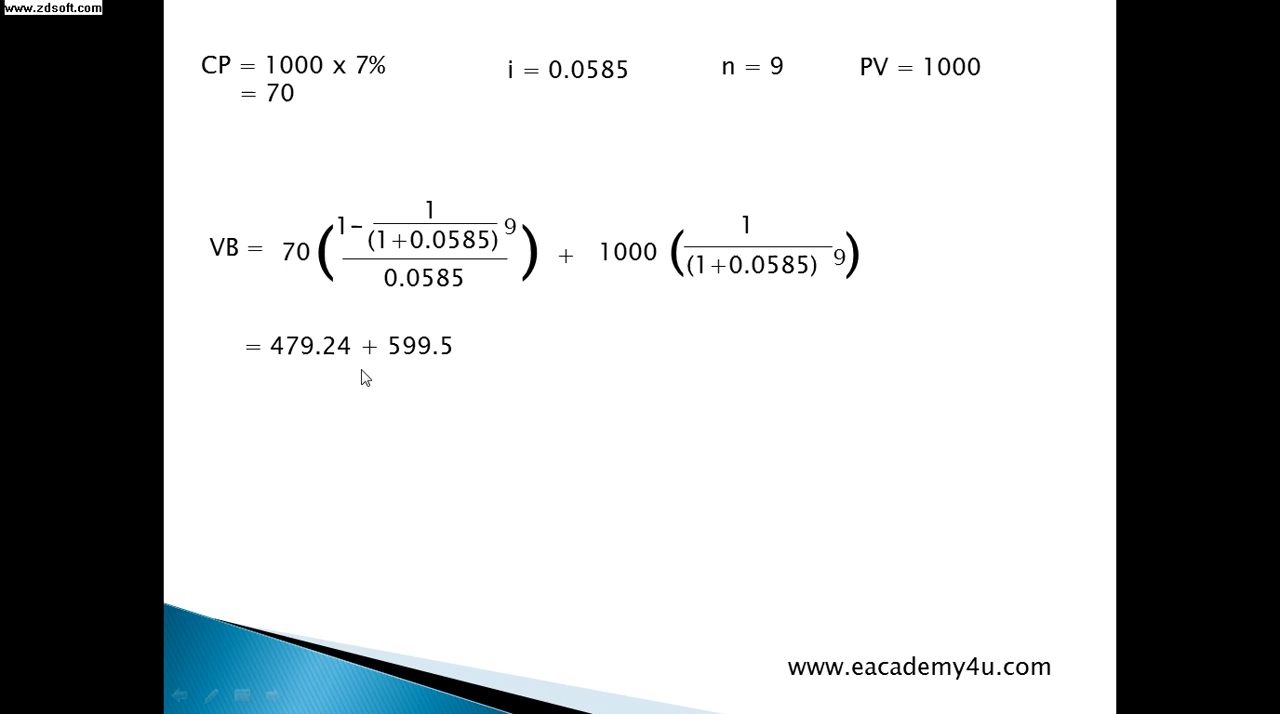 www.zdsoft.com
CP = 1000 x 7%
= 70
i = 0.0585
n = 9
PV = 1000
VB = 70 ( 1- 1 / (1+0.0585) 9 / 0.0585 ) + 1000 ( 1 / (1+0.0585) 9 )
= 479.24 + 599.5
www.eacademy4u.com